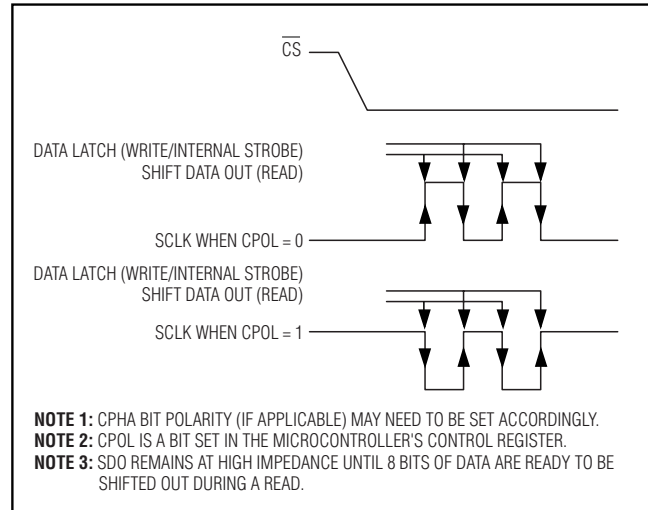 CS
DATA LATCH (WRITE/INTERNAL STROBE)
SHIFT DATA OUT (READ)
SCLK WHEN CPOL = 0
DATA LATCH (WRITE/INTERNAL STROBE)
SHIFT DATA OUT (READ)
SCLK WHEN CPOL = 1
NOTE 1: CPHA BIT POLARITY (IF APPLICABLE) MAY NEED TO BE SET ACCORDINGLY.
NOTE 2: CPOL IS A BIT SET IN THE MICROCONTROLLER'S CONTROL REGISTER.
NOTE 3: SDO REMAINS AT HIGH IMPEDANCE UNTIL 8 BITS OF DATA ARE READY TO BE
SHIFTED OUT DURING A READ.